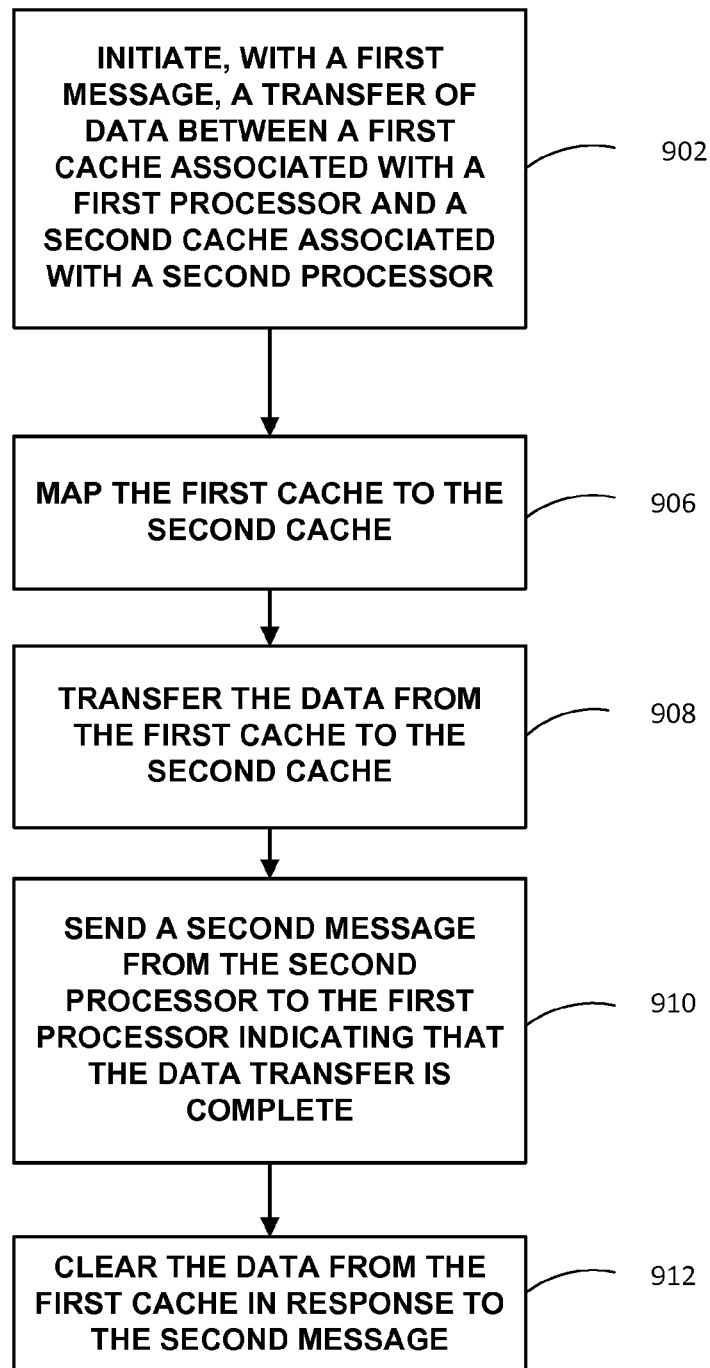 INITIATE, WITH A FIRST
MESSAGE, A TRANSFER OF
DATA BETWEEN A FIRST
CACHE ASSOCIATED WITH A
FIRST PROCESSOR AND A
SECOND CACHE ASSOCIATED
WITH A SECOND PROCESSOR
902
MAP THE FIRST CACHE TO THE
SECOND CACHE
906
TRANSFER THE DATA FROM
THE FIRST CACHE TO THE
SECOND CACHE
908
SEND A SECOND MESSAGE
FROM THE SECOND
PROCESSOR TO THE FIRST
PROCESSOR INDICATING THAT
THE DATA TRANSFER IS
COMPLETE
910
CLEAR THE DATA FROM THE
FIRST CACHE IN RESPONSE TO
THE SECOND MESSAGE
912